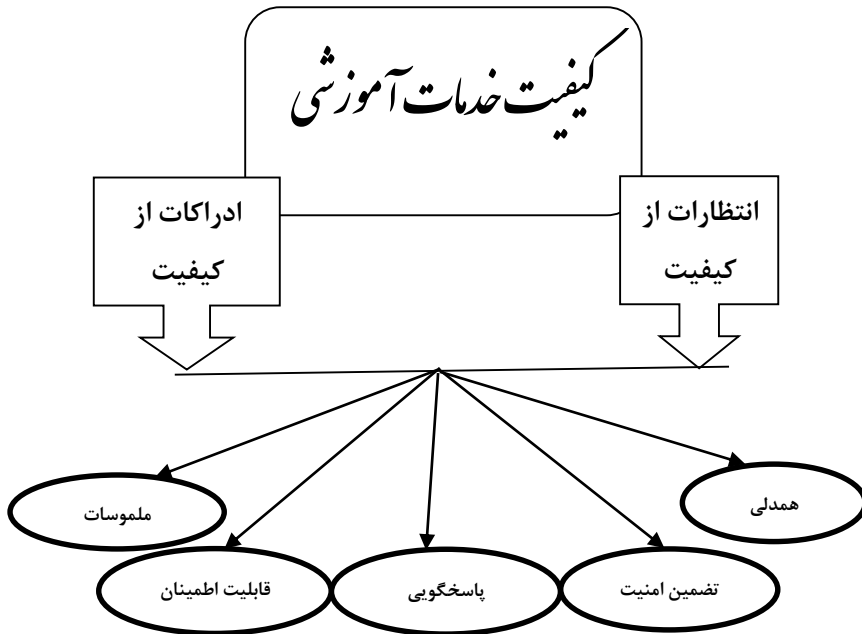 کیفیت خدمات آموزشی
انتظارات از
کیفیت
ادراکات از
کیفیت
همدلی
ملموسات
تضمین امنیت
پاسخگویی
قابلیت اطمینان